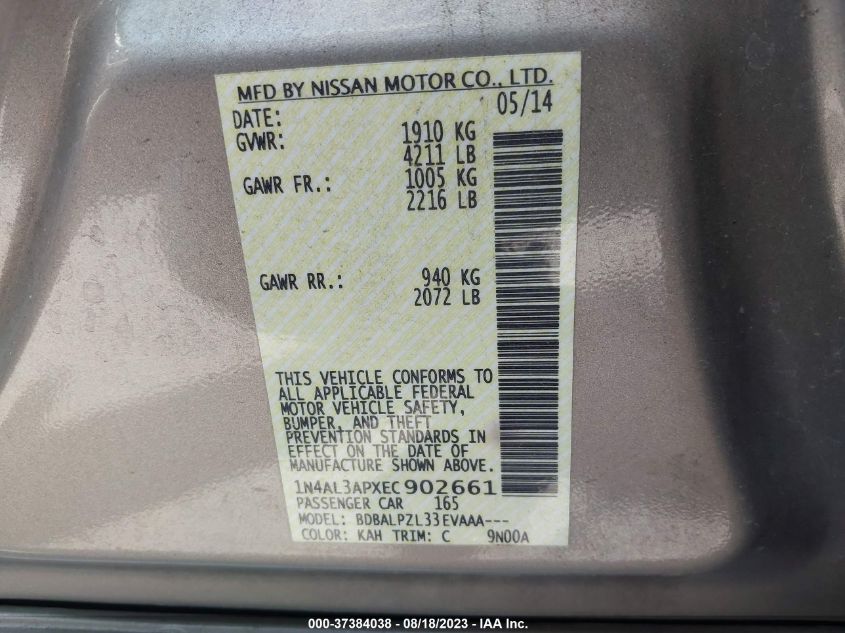 MFD BY NISSAN MOTOR CO., LTD.
DATE: 05/14
GVWR: 1910 KG
4211 LB
GAWR FR.: 1005 KG
2216 LB
GAWR RR.: 940 KG
2072 LB
THIS VEHICLE CONFORMS TO
ALL APPLICABLE FEDERAL
MOTOR VEHICLE SAFETY,
BUMPER, AND THEFT
PREVENTION STANDARDS IN
EFFECT ON THE DATE OF
MANUFACTURE SHOWN ABOVE.
1N4AL3APXEC902661
PASSENGER CAR 165
MODEL: BDBALPZL33EVAAA---
COLOR: KAH TRIM: C 9N00A
000-37384038 - 08/18/2023 - IAA Inc.